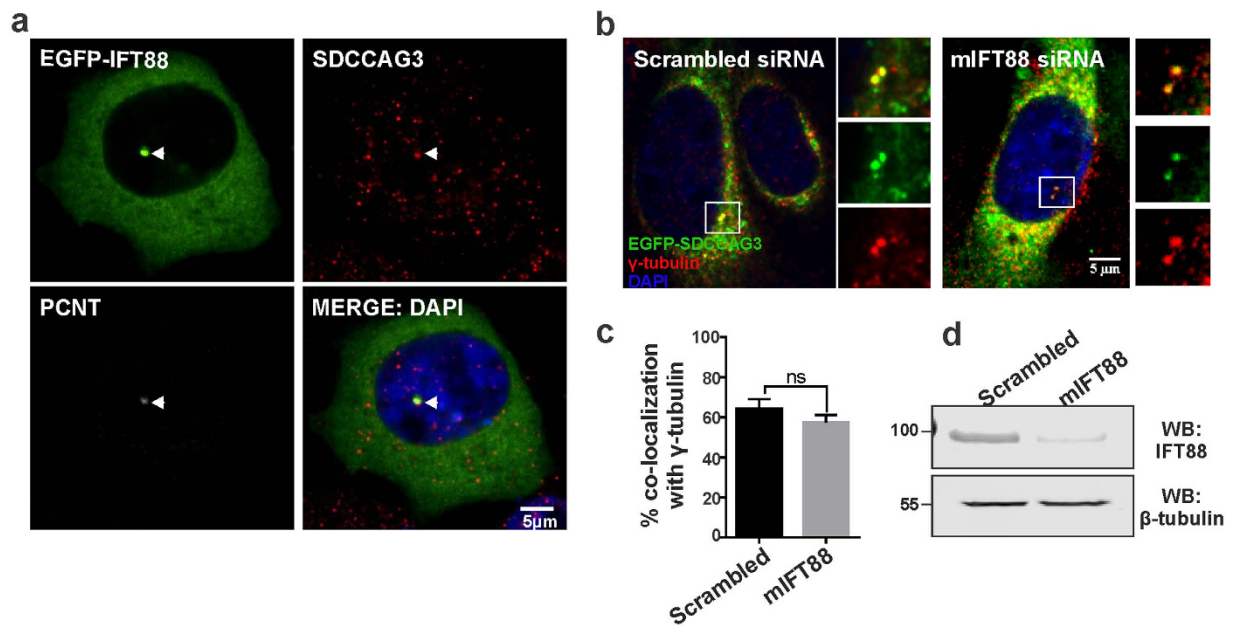 a
EGFP-IFT88
SDCCAG3
PCNT
MERGE: DAPI
5µm
b
Scrambled siRNA
EGFP-SDCCAG3
γ-tubulin
DAPI
mIFT88 siRNA
5 µm
c
% co-localization
with γ-tubulin
100
80
60
40
20
0
ns
Scrambled
mIFT88
d
Scrambled
mIFT88
100
WB:
IFT88
55
WB:
β-tubulin